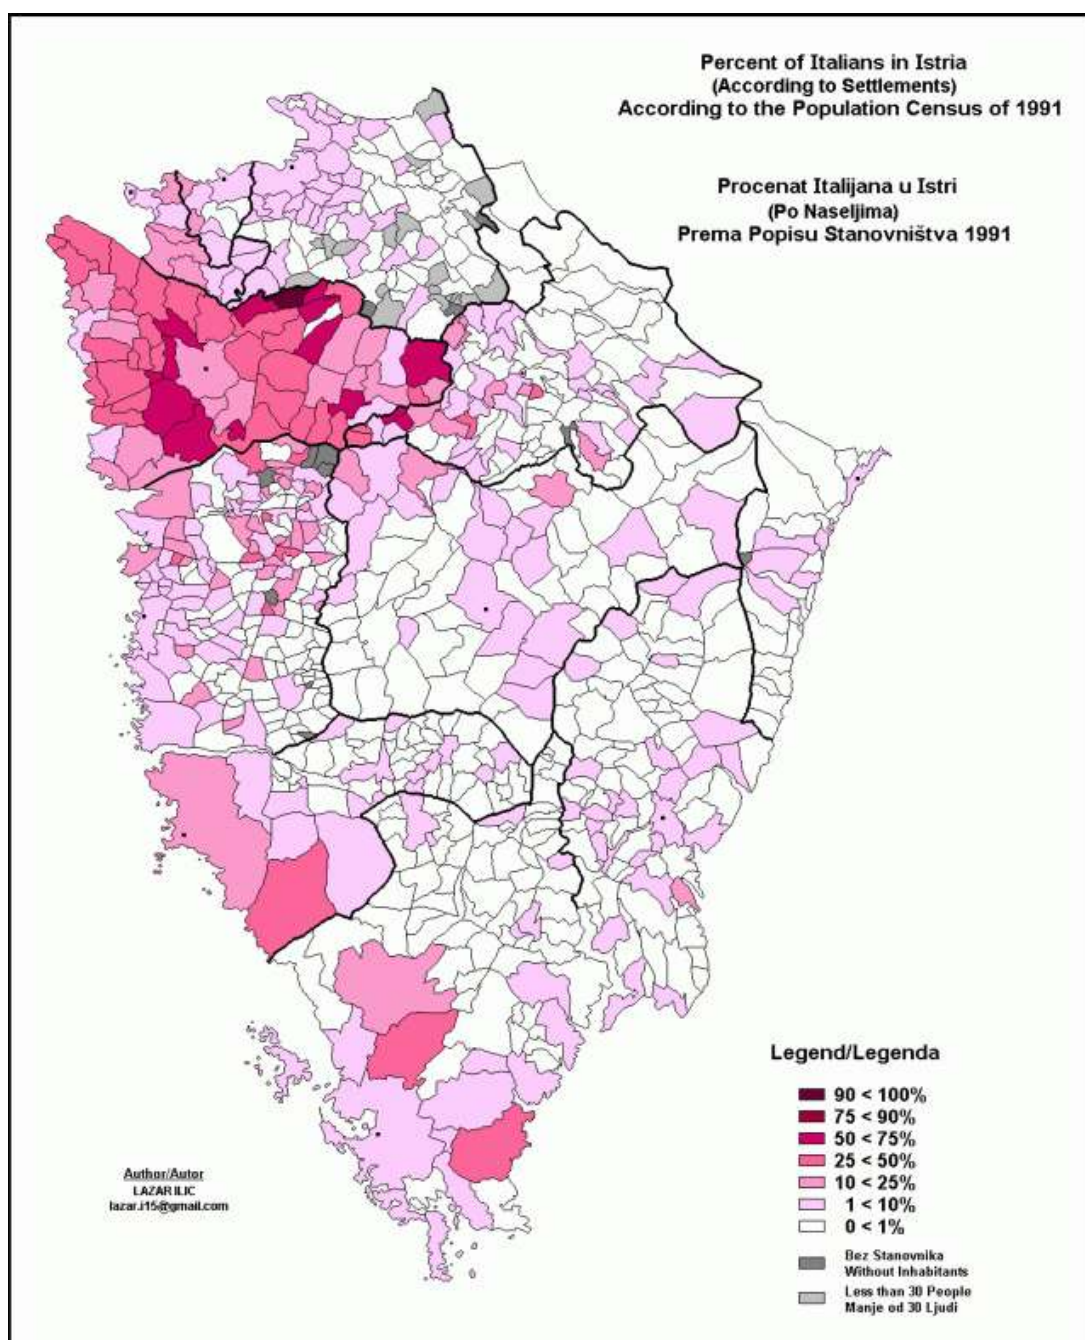 Percent of Italians in Istria
(According to Settlements)
According to the Population Census of 1991
Procenat Italijana u Istri
(Po Naseljima)
Prema Popisu Stanovništva 1991
Legend/Legenda
90 < 100%
75 < 90%
50 < 75%
25 < 50%
10 < 25%
1 < 10%
0 < 1%
Bez Stanovnika
Without Inhabitants
Less than 30 People
Manje od 30 Ljudi
Author/Autor
LAZAR ILIC
lazar.i15@gmail.com